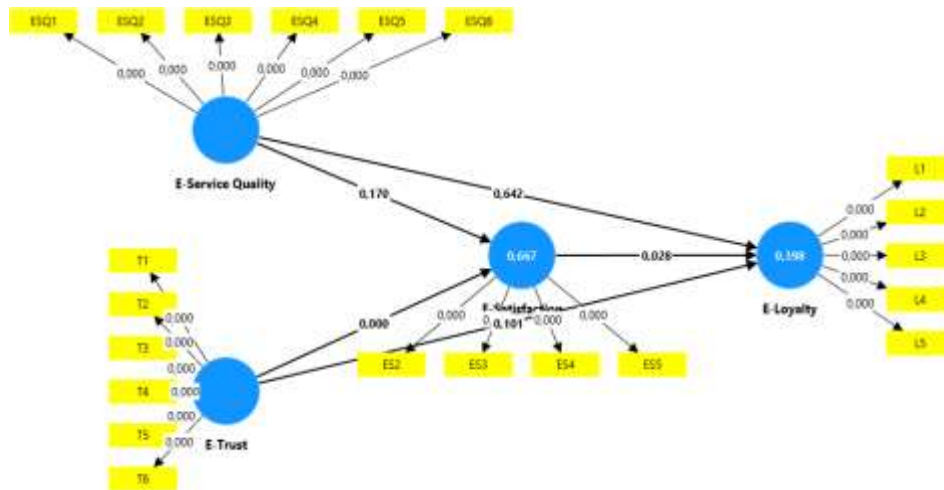 ESQ1 ESQ2 ESQ3 ESQ4 ESQ5 ESQ6
0,000 0,000 0,000 0,000 0,000 0,000
E-Service Quality
0,170
0,642
0,667
0,028
0,398
E-Satisfaction
E-Loyalty
0,000
0,101
0,000 0,000 0,000
ES2 ES3 ES4 ES5
L1
0,000
L2
0,000
L3
0,000
L4
0,000
L5
0,000
T1
0,000
T2
0,000
T3
0,000
T4
0,000
T5
0,000
T6
0,000
E-Trust